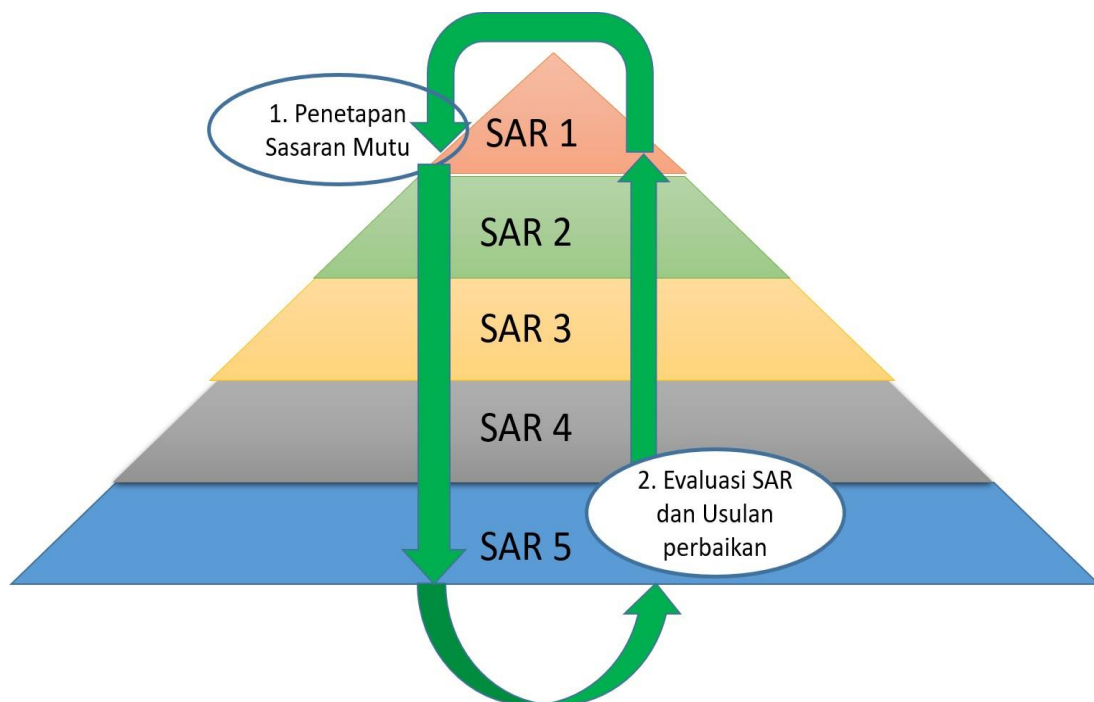 1. Penetapan
Sasaran Mutu
SAR 1
SAR 2
SAR 3
SAR 4
2. Evaluasi SAR
dan Usulan
perbaikan
SAR 5